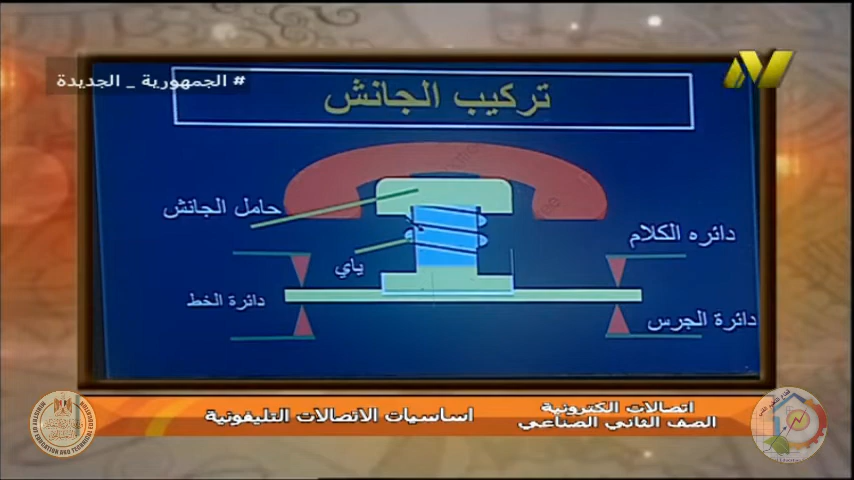 # الجمهورية _ الجديدة
تركيب الجانش
حامل الجانش
دائره الكلام
ياي
دائرة الخط
دائرة الجرس
اتصالات الكترونية
الصف الثاني الصناعي
اساسيات الاتصالات التليفونية